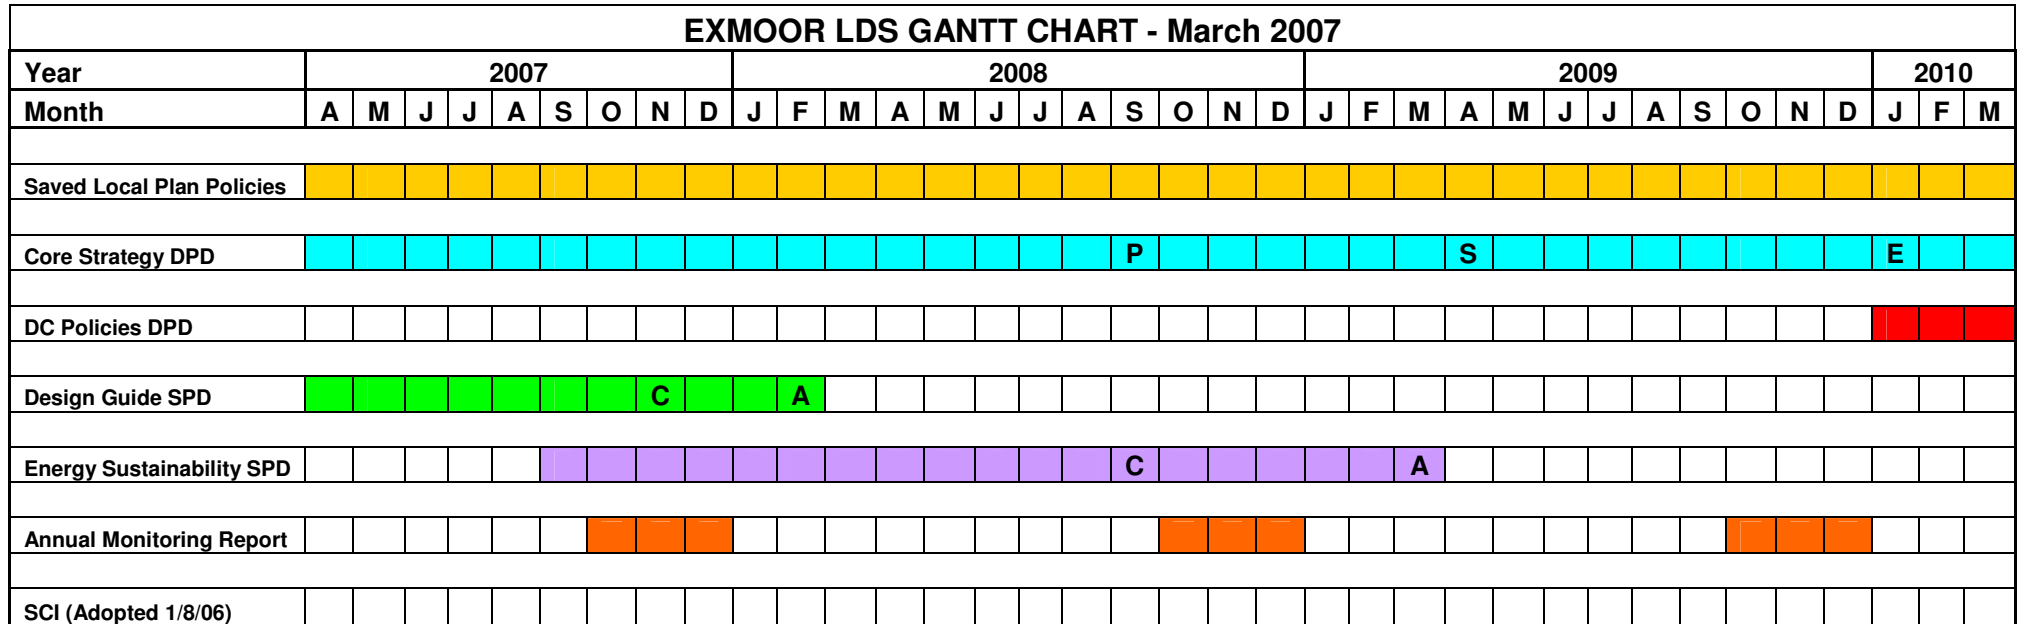 EXMOOR LDS GANTT CHART - March 2007
Year 2007 2008 2009 2010
Month A M J J A S O N D J F M A M J J A S O N D J F M A M J J A S O N D J F M
Saved Local Plan Policies
Core Strategy DPD P S E
DC Policies DPD
Design Guide SPD C A
Energy Sustainability SPD C A
Annual Monitoring Report
SCI (Adopted 1/8/06)